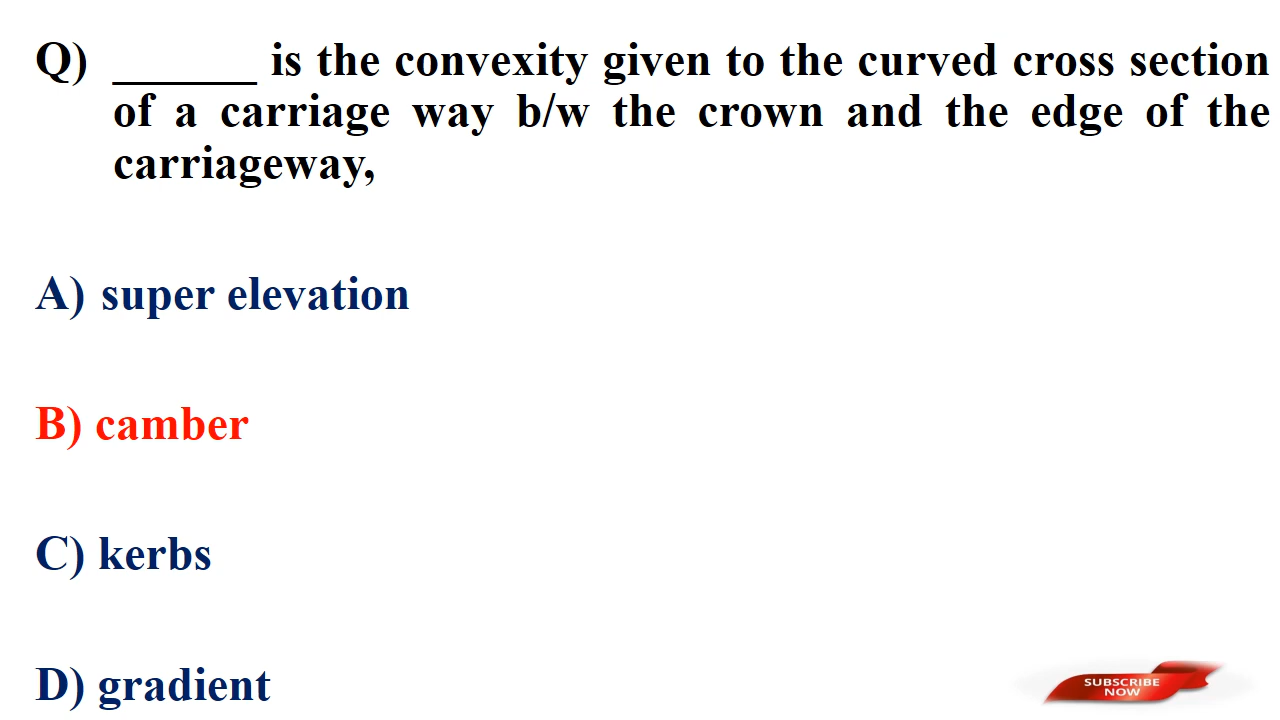 Q) ______ is the convexity given to the curved cross section
of a carriage way b/w the crown and the edge of the
carriageway,
A) super elevation
B) camber
C) kerbs
D) gradient
SUBSCRIBE
NOW